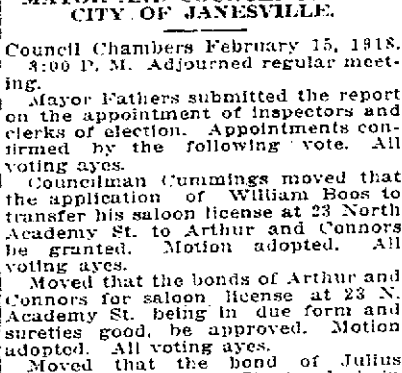 CITY OF JANESVILLE.
Council Chambers February 15, 1918.
3:00 P. M. Adjourned regular meet-
ing.
Mayor Fathers submitted the report
on the appointment of inspectors and
clerks of election. Appointments con-
firmed by the following vote. All
voting ayes.
Councilman Cummings moved that
the application of William Boos to
transfer his saloon license at 23 North
Academy St. to Arthur and Connors
be granted. Motion adopted. All
voting ayes.
Moved that the bonds of Arthur and
Connors for saloon license at 23 N.
Academy St. being in due form and
sureties good, be approved. Motion
adopted. All voting ayes.
Moved that the bond of Julius